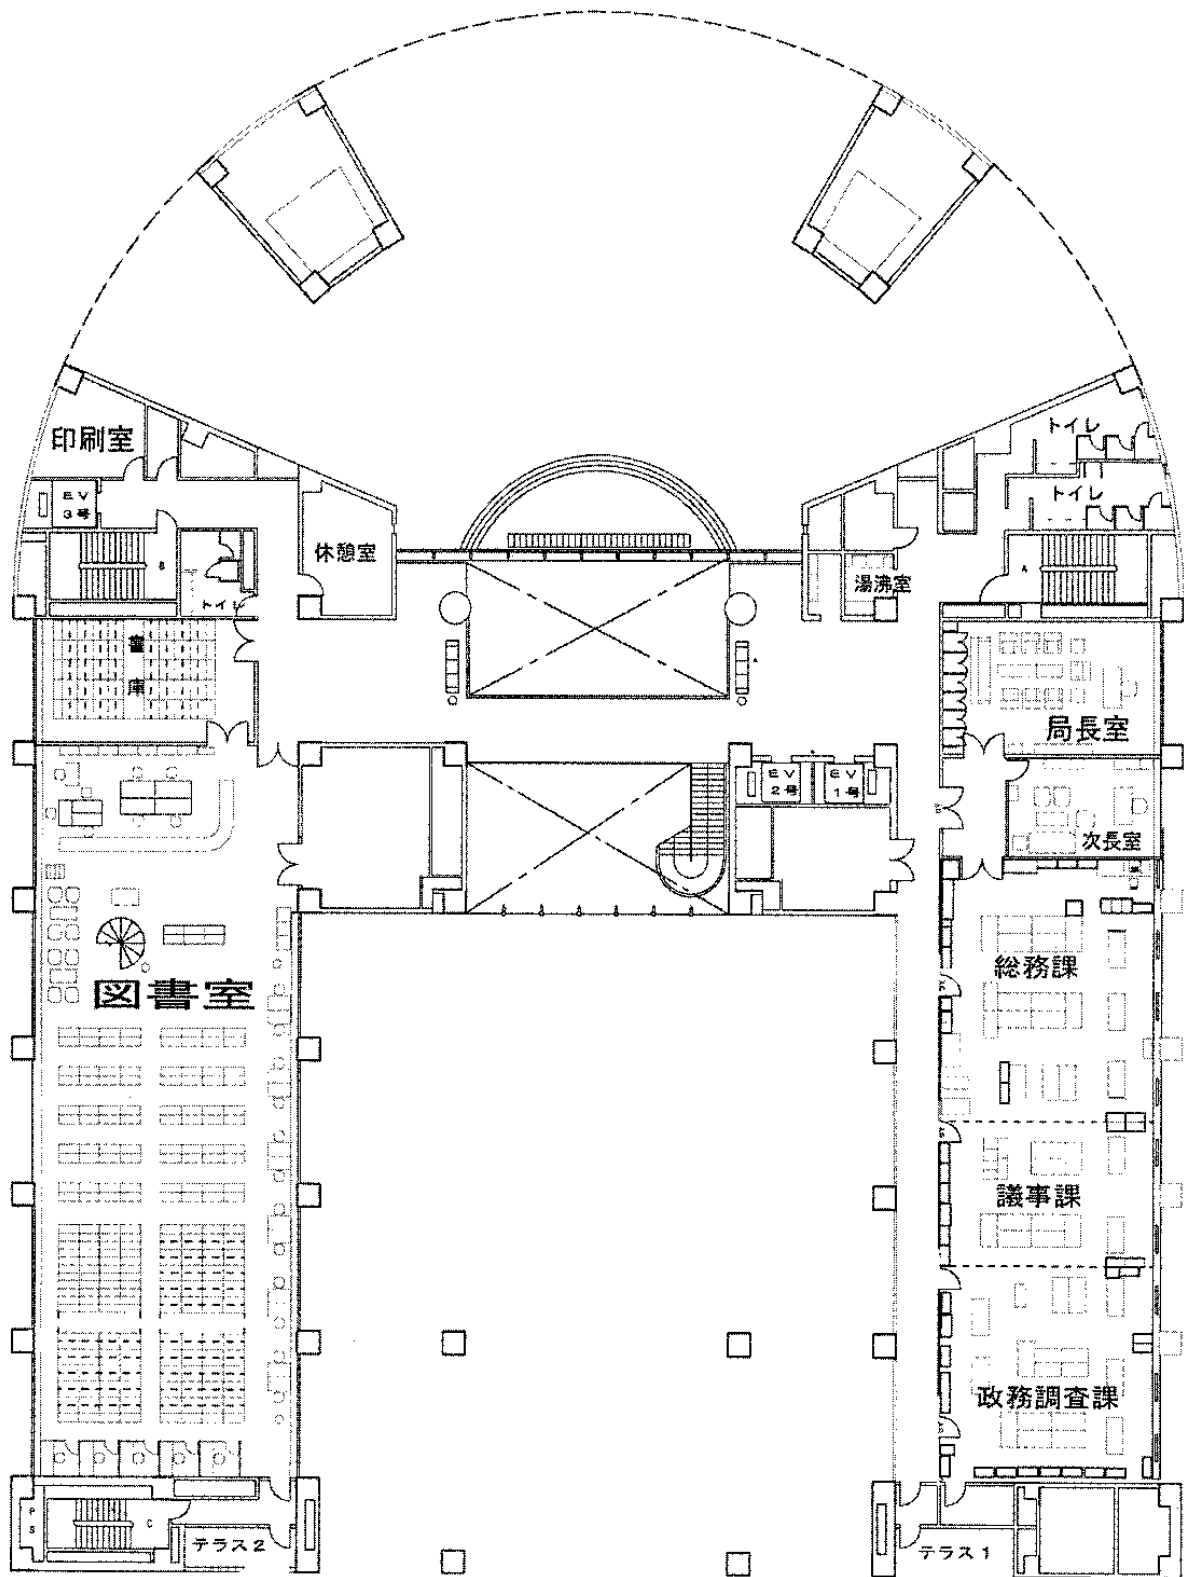 トイレ
印刷室
トイレ
EV
3号
休憩室
B
A
湯沸室
トイレ
書
庫
局長室
EV
2号
EV
1号
次長室
総務課
図書室
議事課
政務調査課
PS
C
テラス2
テラス1